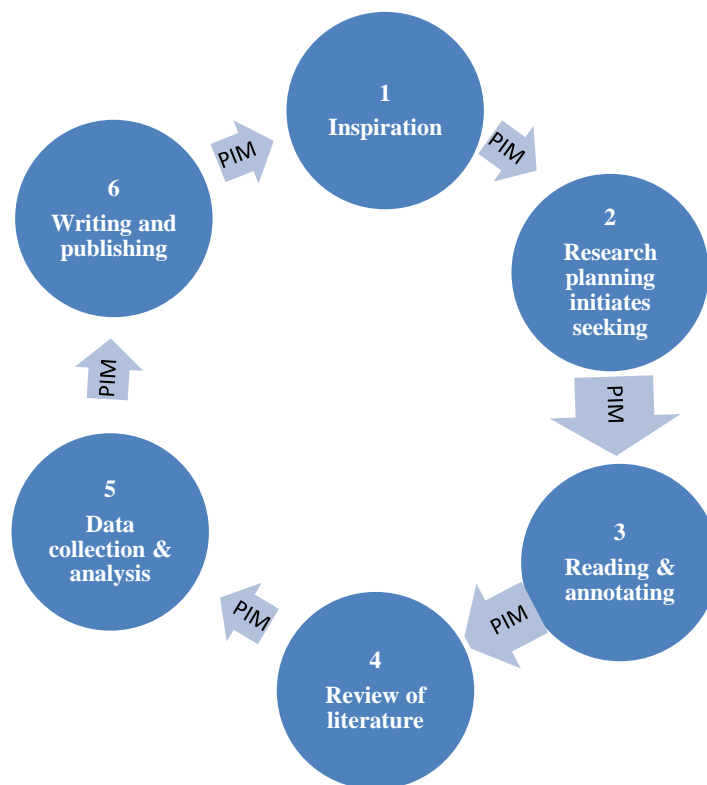 1
Inspiration
PIM
2
Research
planning
initiates
seeking
PIM
3
Reading &
annotating
PIM
4
Review of
literature
PIM
5
Data
collection &
analysis
PIM
6
Writing and
publishing
PIM